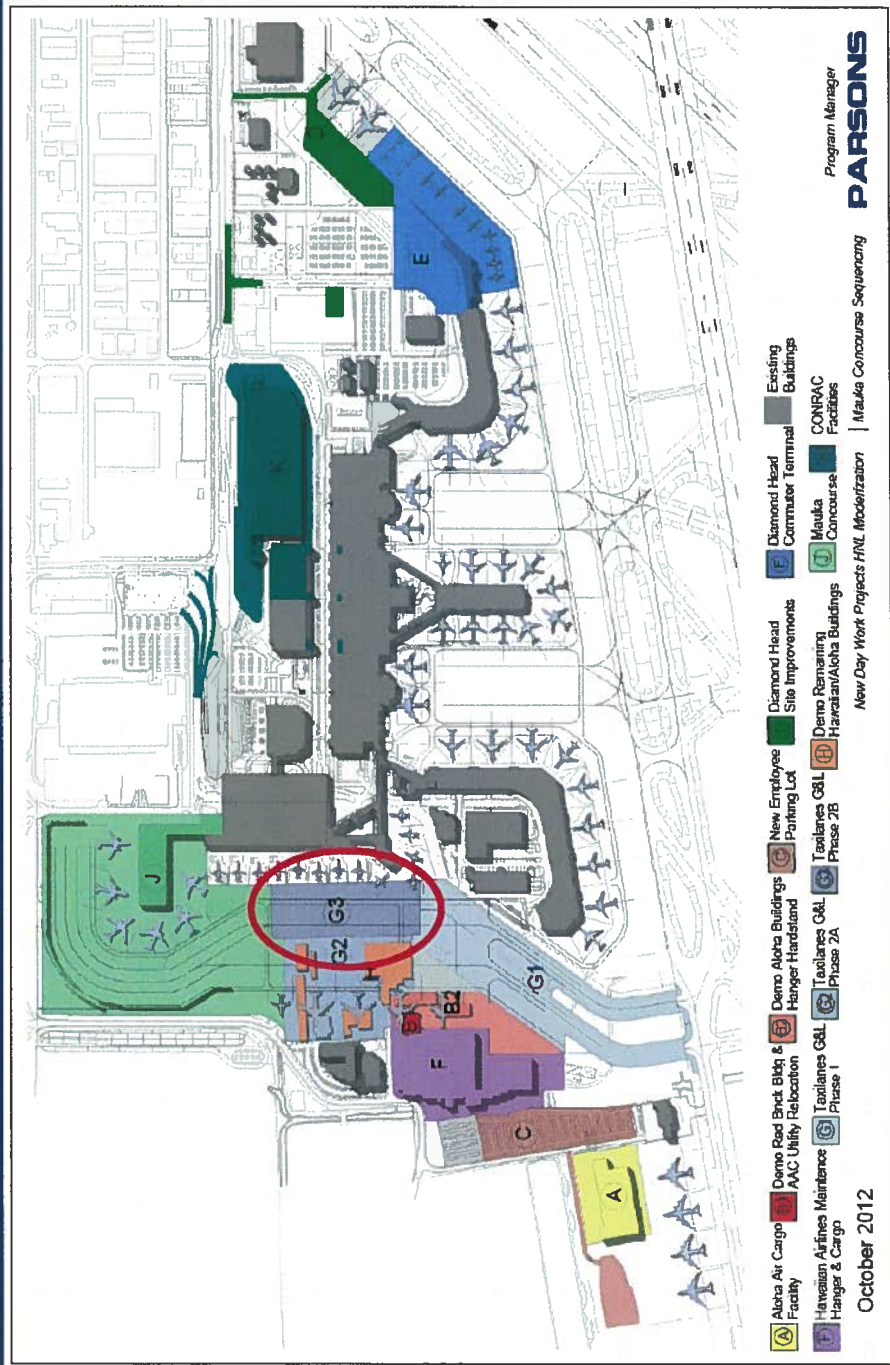 J
G3
G2
H
B
B2
G1
F
C
A
K
E
D
A Aloha Air Cargo
Facility
Demo Red Brick Bldg &
AAC Utility Relocation
B2 Demo Aloha Buildings
Hanger Hardstand
C New Employee
Parking Lot
Diamond Head
Site Improvements
E Diamond Head
Commuter Terminal
Existing
Buildings
F Hawaiian Airlines Maintence
Hanger & Cargo
G Taxilanes G&L
Phase I
G2 Taxilanes G&L
Phase 2A
G Taxilanes G&L
Phase 2B
H Demo Remaining
Hawaiian/Aloha Buildings
J Mauka
Concourse
CONRAC
Facilities
October 2012
New Day Work Projects HNL Modernization | Mauka Concourse Sequencing
Program Manager
PARSONS